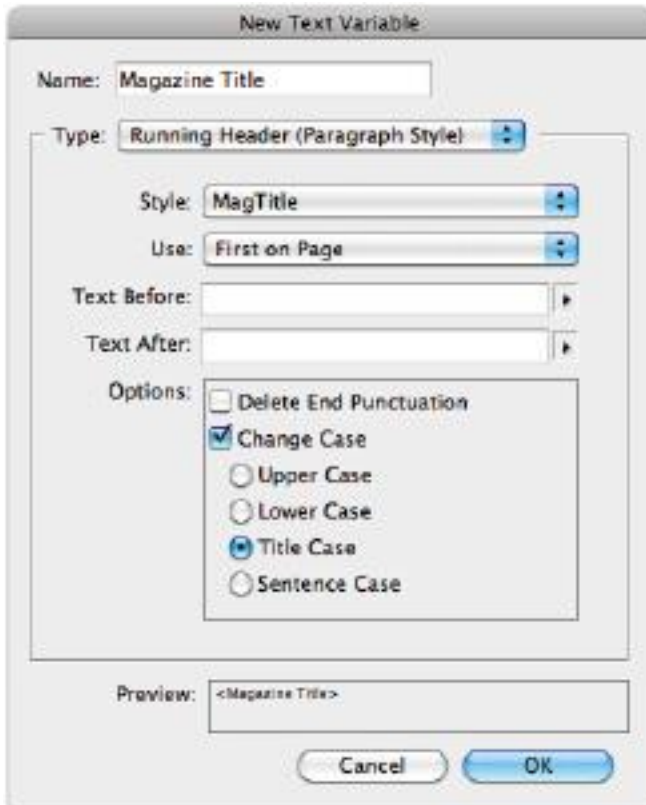 New Text Variable
Name: Magazine Title
Type: Running Header (Paragraph Style)
Style: MagTitle
Use: First on Page
Text Before:
Text After:
Options: Delete End Punctuation
Change Case
Upper Case
Lower Case
Title Case
Sentence Case
Preview: <Magazine Title>
Cancel OK